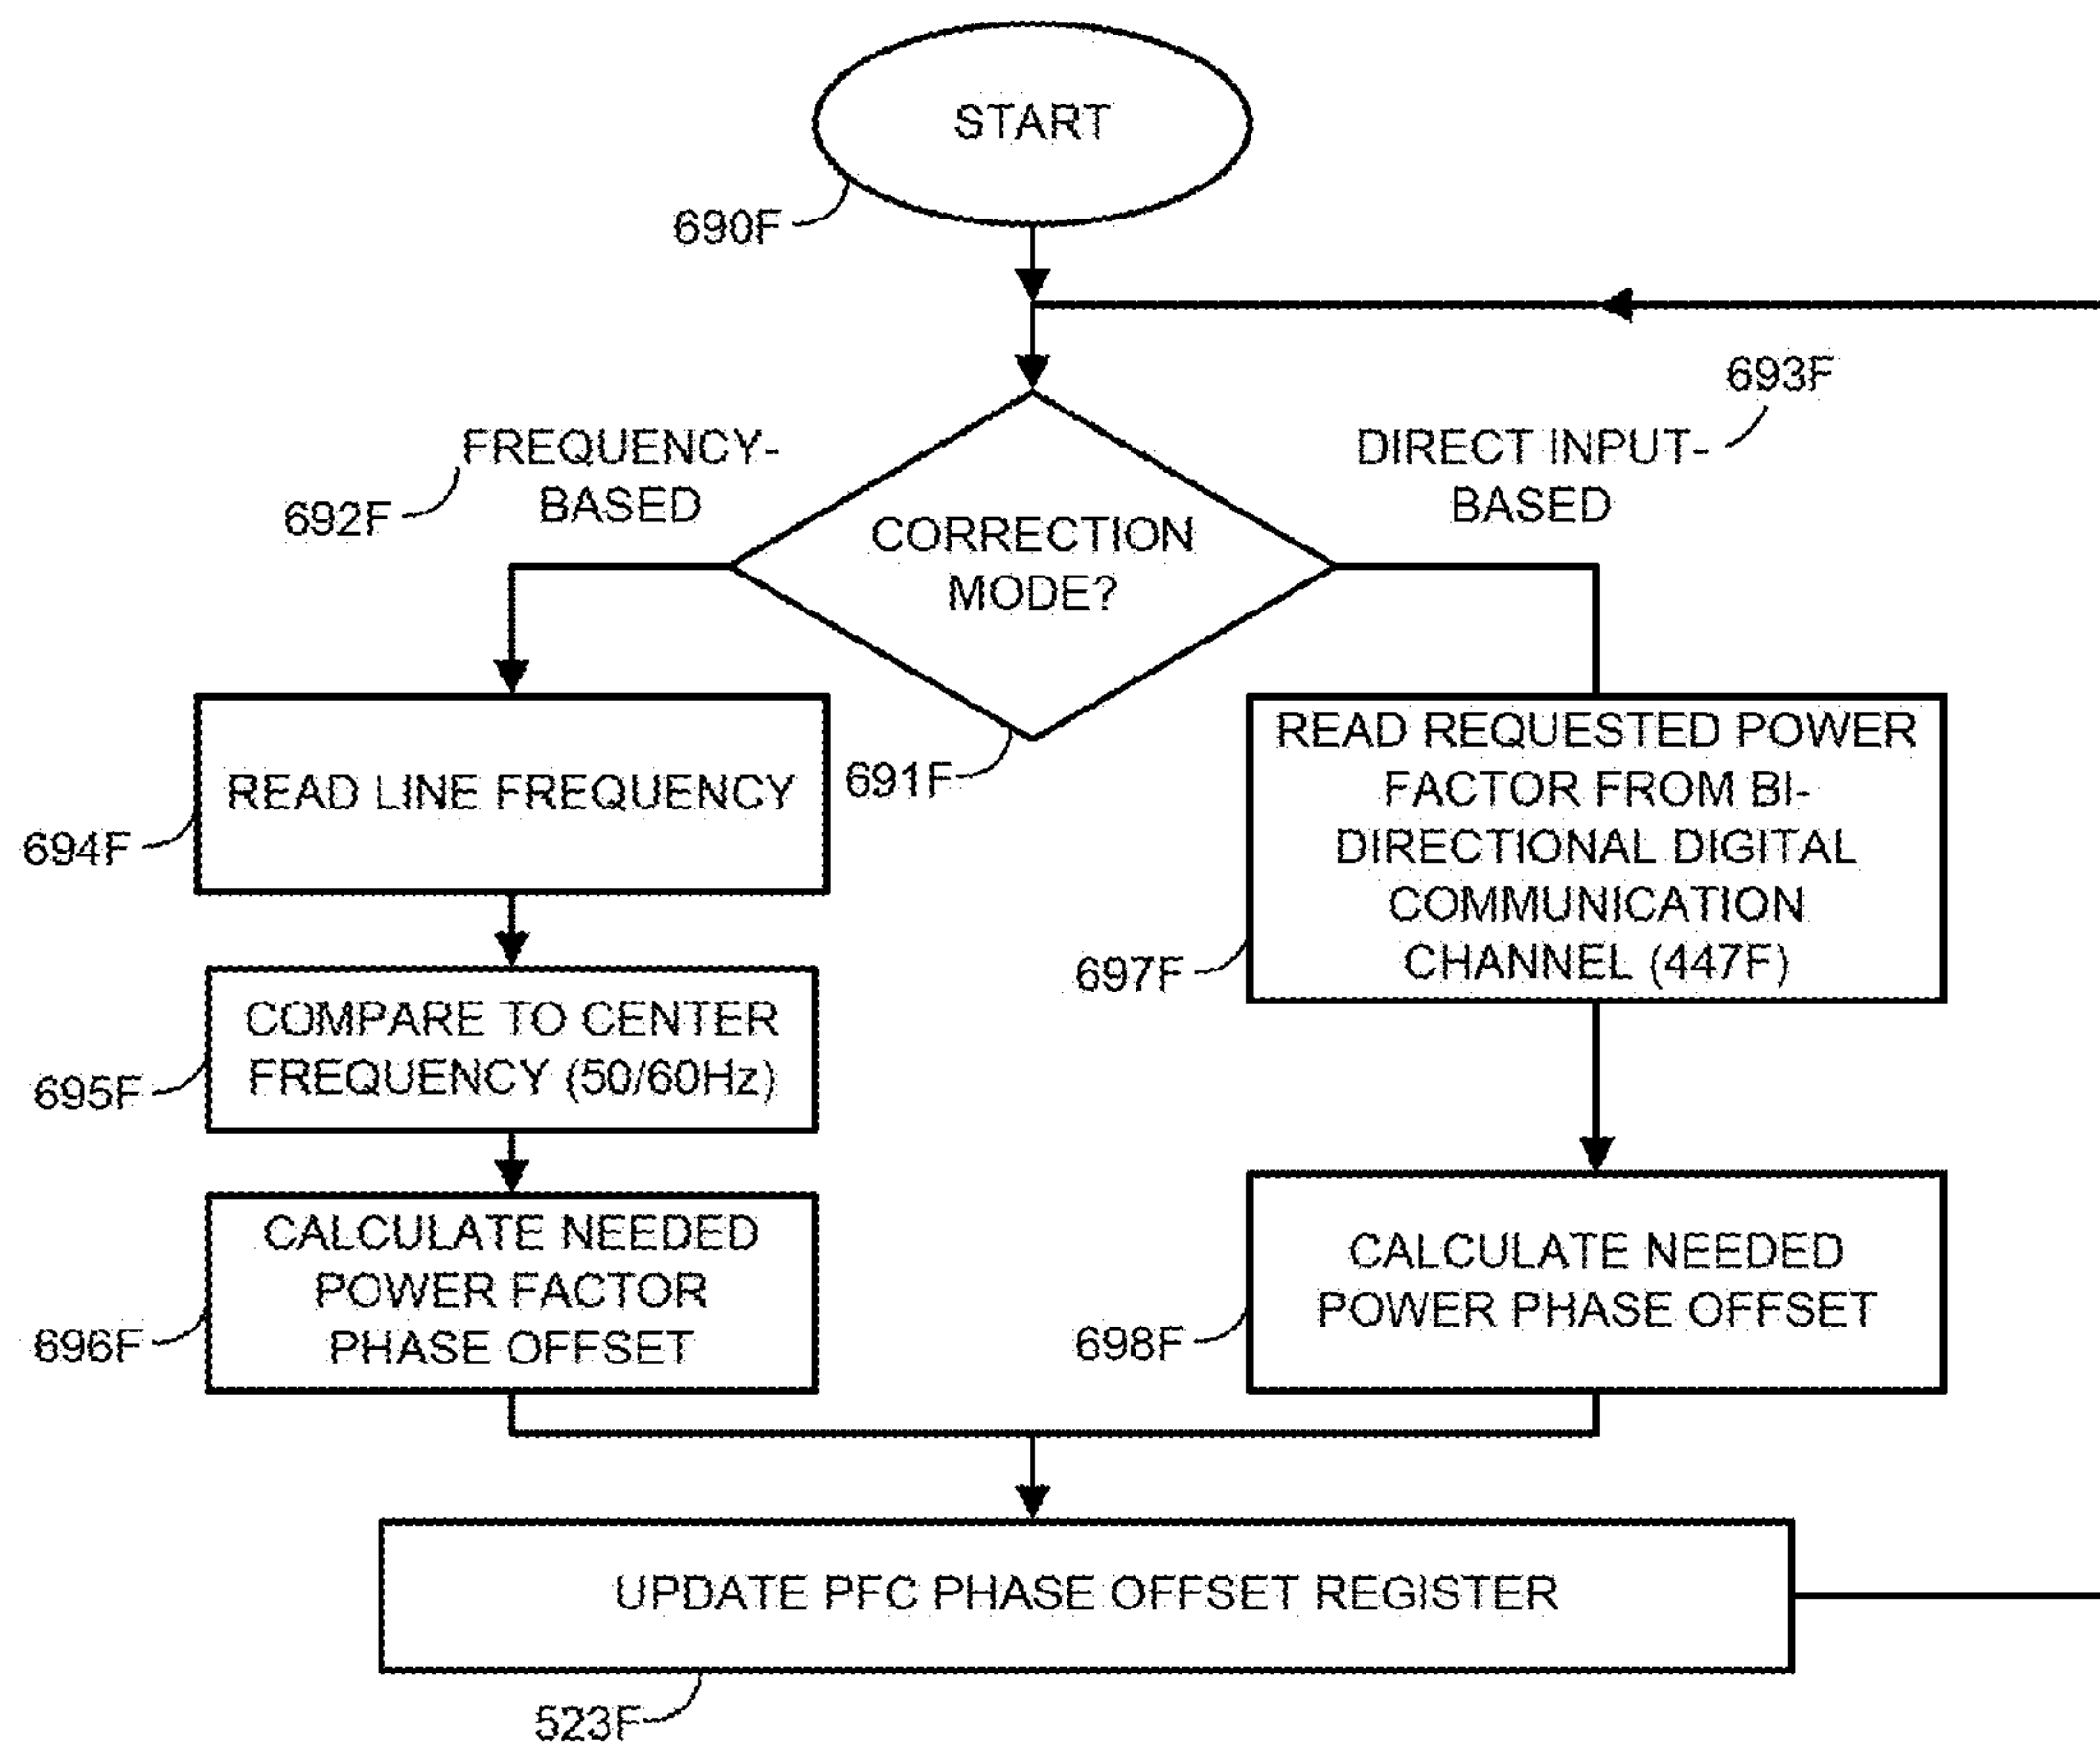 START
690F
693F
FREQUENCY-
BASED
692F
DIRECT INPUT-
BASED
CORRECTION
MODE?
691F
READ LINE FREQUENCY
694F
READ REQUESTED POWER
FACTOR FROM BI-
DIRECTIONAL DIGITAL
COMMUNICATION
CHANNEL (447F)
697F
COMPARE TO CENTER
FREQUENCY (50/60Hz)
695F
CALCULATE NEEDED
POWER FACTOR
PHASE OFFSET
696F
CALCULATE NEEDED
POWER PHASE OFFSET
698F
UPDATE PFC PHASE OFFSET REGISTER
523F